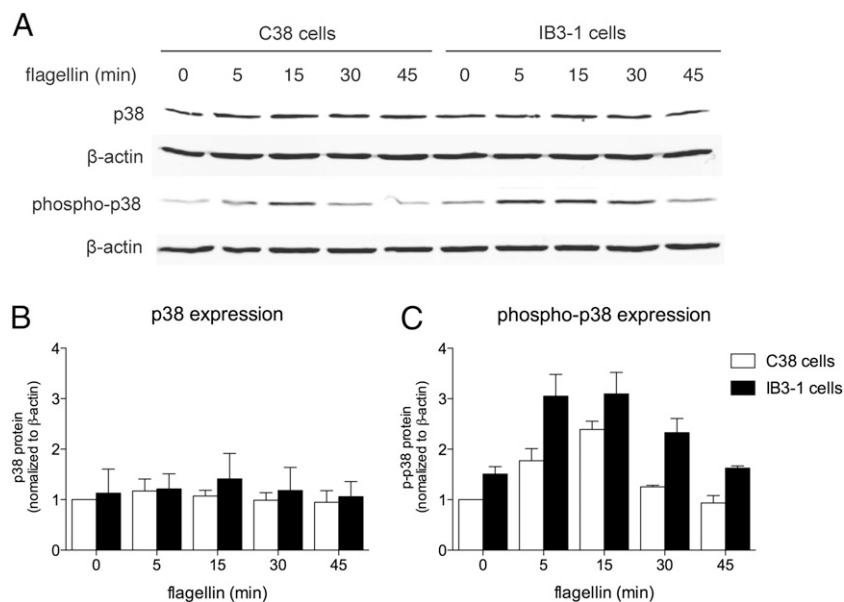 A
C38 cells IB3-1 cells
flagellin (min) 0 5 15 30 45 0 5 15 30 45
p38
β-actin
phospho-p38
β-actin
B
p38 expression
p38 protein
(normalized to β-actin)
4
3
2
1
0
0 5 15 30 45
flagellin (min)
C
phospho-p38 expression
p-p38 protein
(normalized to β-actin)
4
3
2
1
0
0 5 15 30 45
flagellin (min)
C38 cells
IB3-1 cells